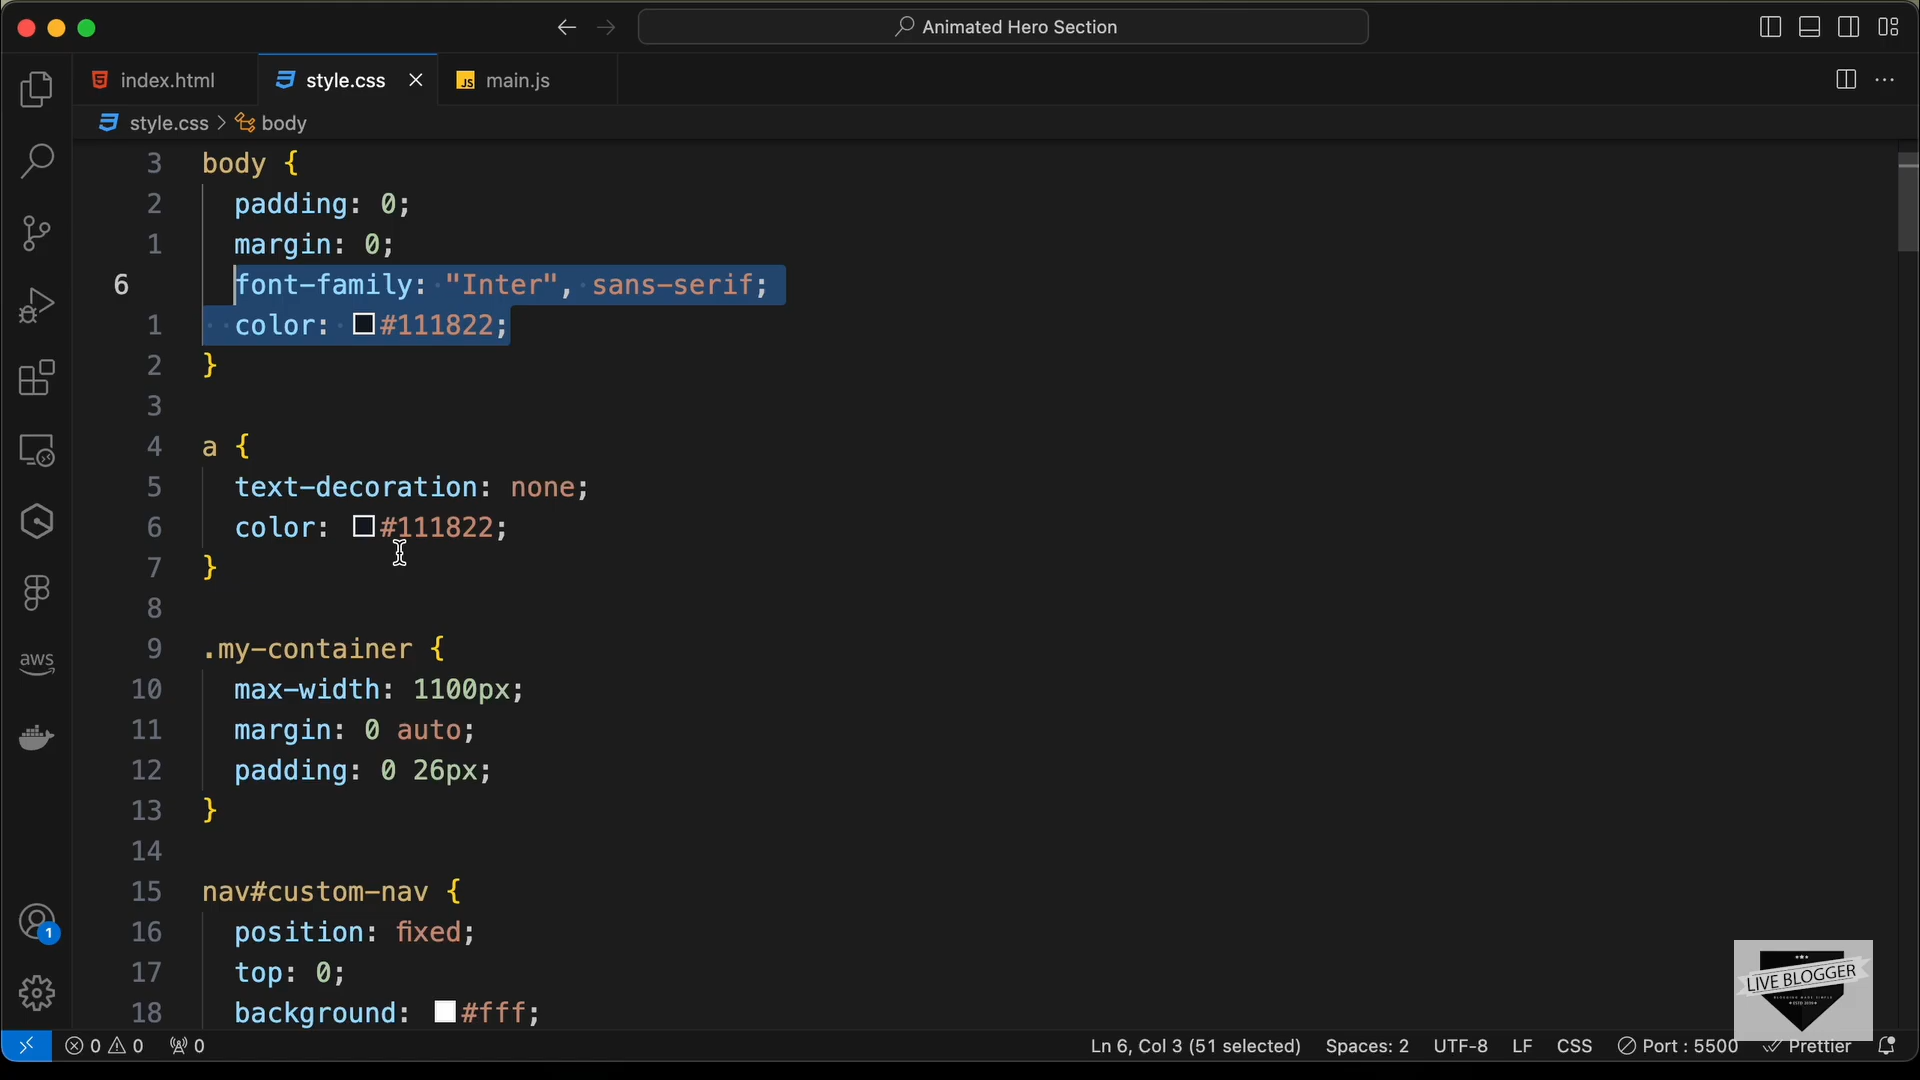 Animated Hero Section
index.html
style.css
JS main.js
style.css > body
3 body {
2 padding: 0;
1 margin: 0;
6 font-family: "Inter", sans-serif;
1 color: #111822;
2 }
3
4 a {
5 text-decoration: none;
6 color: #111822;
7 }
8
9 .my-container {
10 max-width: 1100px;
11 margin: 0 auto;
12 padding: 0 26px;
13 }
14
15 nav#custom-nav {
16 position: fixed;
17 top: 0;
18 background: #fff;
aws
1
LIVE BLOGGER
0 0 0 Ln 6, Col 3 (51 selected) Spaces: 2 UTF-8 LF CSS Port : 5500 Prettier